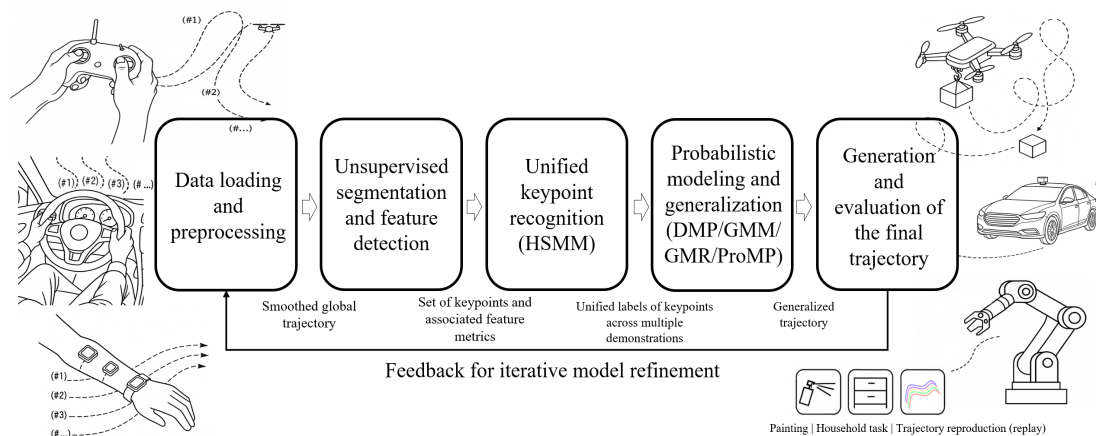 (#1)
(#2)
(#...)
(#1) (#2) (#3) (# ...)
Data loading
and
preprocessing
Unsupervised
segmentation
and feature
detection
Unified
keypoint
recognition
(HSMM)
Probabilistic
modeling and
generalization
(DMP/GMM/
GMR/ProMP)
Generation
and
evaluation of
the final
trajectory
Smoothed global
trajectory
Set of keypoints and
associated feature
metrics
Unified labels of keypoints
across multiple
demonstrations
Generalized
trajectory
Feedback for iterative model refinement
(#1)
(#2)
(#3)
(#...)
Painting | Household task | Trajectory reproduction (replay)